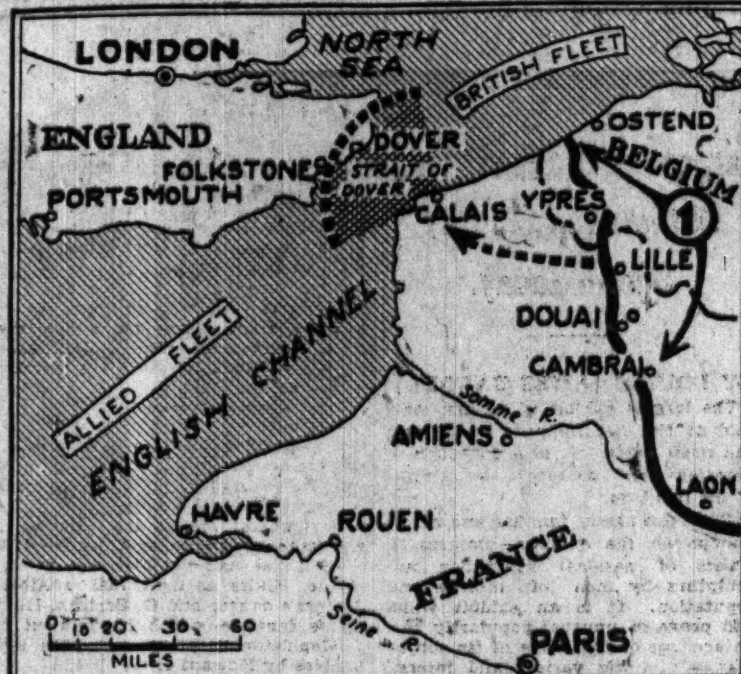 LONDON
NORTH
SEA
BRITISH FLEET
ENGLAND
DOVER
OSTEND
BELGIUM
FOLKSTONE
STRAIT OF
DOVER
PORTSMOUTH
CALAIS
YPRES
1
LILLE
DOUAI
CAMBRAI
ALLIED FLEET
ENGLISH CHANNEL
Somme R.
AMIENS
LAON
HAVRE
ROUEN
FRANCE
Seine R.
PARIS
0 10 20 30 60
MILES